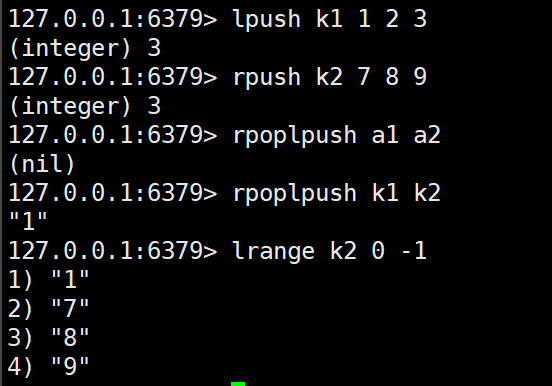 127.0.0.1:6379> lpush k1 1 2 3
(integer) 3
127.0.0.1:6379> rpush k2 7 8 9
(integer) 3
127.0.0.1:6379> rpoplpush a1 a2
(nil)
127.0.0.1:6379> rpoplpush k1 k2
"1"
127.0.0.1:6379> lrange k2 0 -1
1) "1"
2) "7"
3) "8"
4) "9"